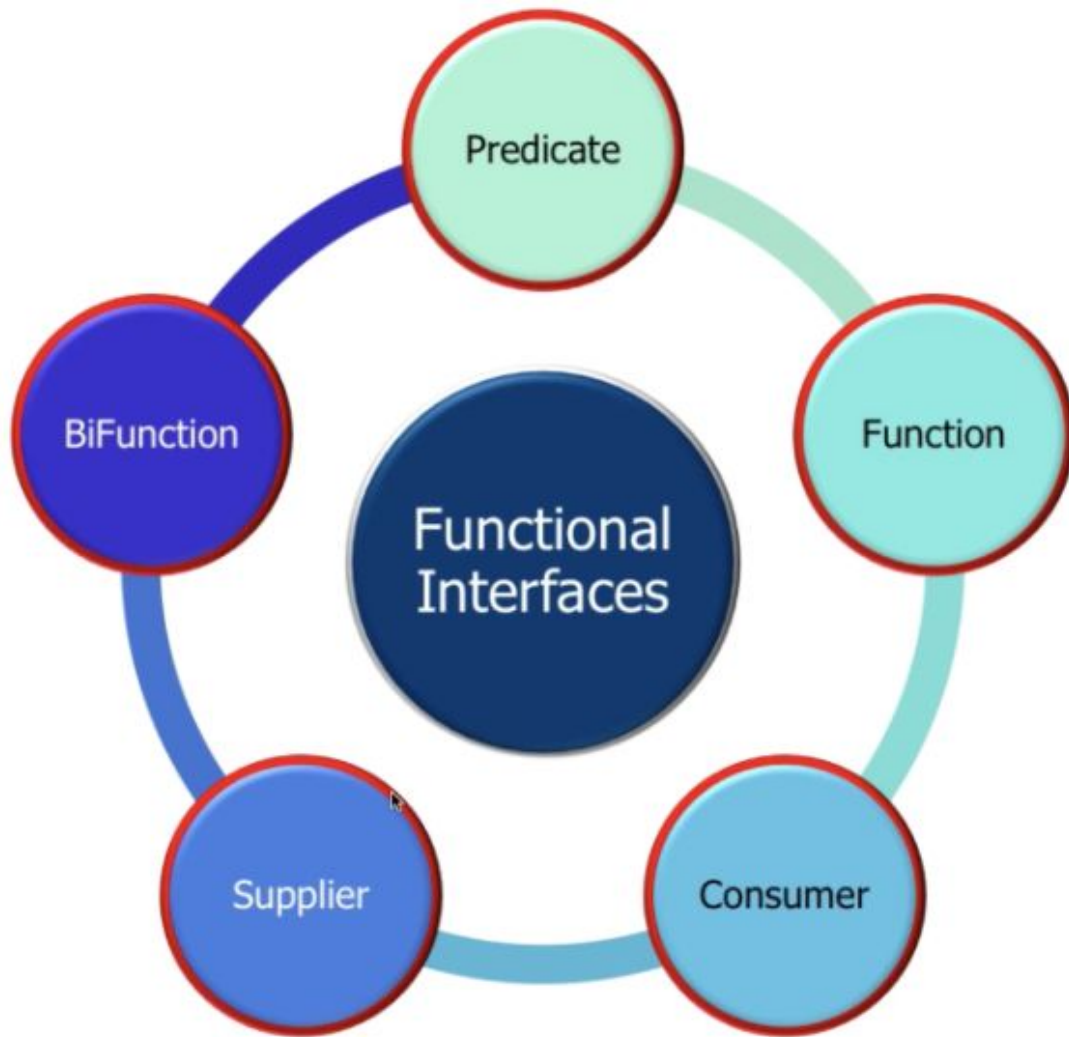 Predicate
BiFunction
Function
Functional
Interfaces
Supplier
Consumer